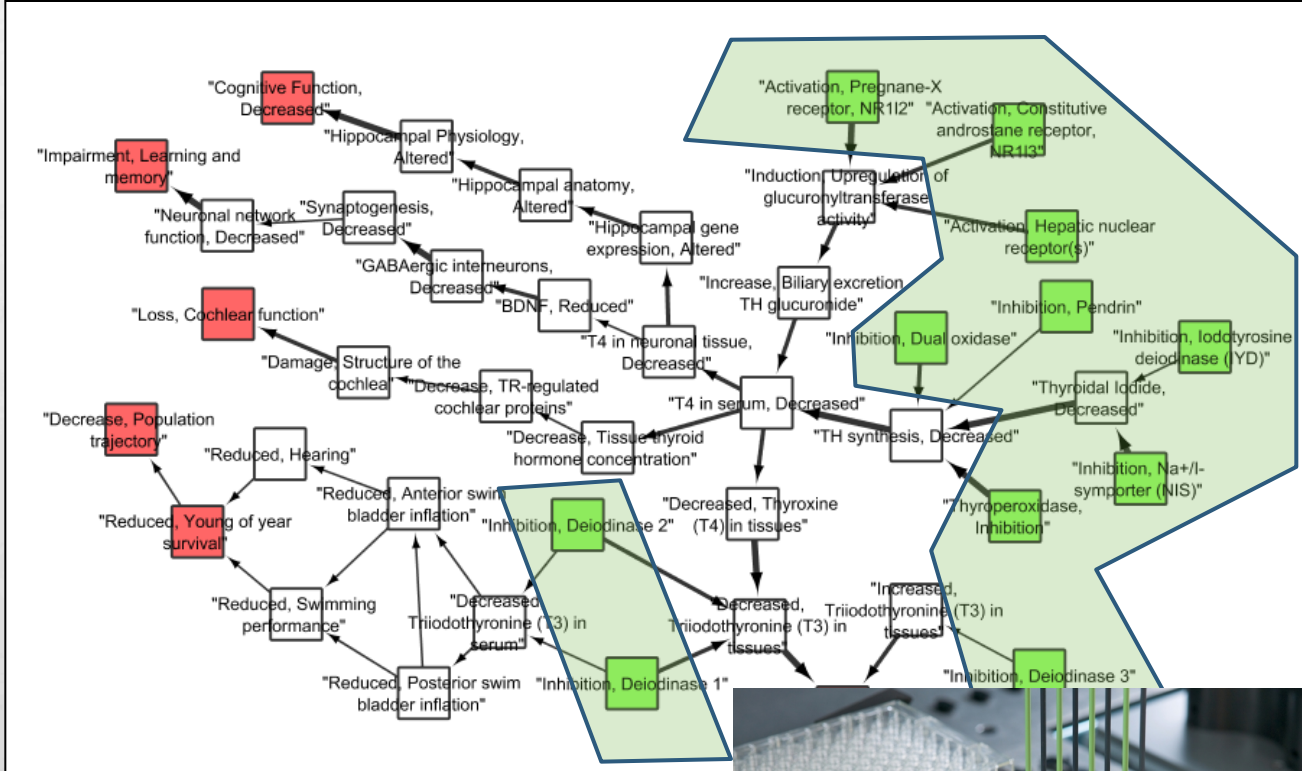 "Cognitive Function,
Decreased"
"Activation, Pregnane-X
receptor, NR1I2"
"Activation, Constitutive
androstane receptor,
NR1I3"
"Hippocampal Physiology,
Altered"
"Impairment, Learning and
memory"
"Hippocampal anatomy,
Altered"
"Induction, Upregulation of
glucuronyltransferase
activity"
"Synaptogenesis,
Decreased"
"Neuronal network
function, Decreased"
"Hippocampal gene
expression, Altered"
"Activation, Hepatic nuclear
receptor(s)"
"GABAergic interneurons,
Decreased"
"Increase, Biliary excretion
TH glucuronide"
"BDNF, Reduced"
"Inhibition, Pendrin"
"Loss, Cochlear function"
"T4 in neuronal tissue,
Decreased"
"Inhibition, Dual oxidase"
"Inhibition, Iodotyrosine
deiodinase (IYD)"
"Damage, Structure of the
cochlea"
"Decrease, TR-regulated
cochlear proteins"
"Thyroidal Iodide,
Decreased"
"T4 in serum, Decreased"
"Decrease, Population
trajectory"
"Decrease, Tissue thyroid
hormone concentration"
"TH synthesis, Decreased"
"Reduced, Hearing"
"Inhibition, Na+/I-
symporter (NIS)"
"Reduced, Anterior swim
bladder inflation"
"Decreased, Thyroxine
(T4) in tissues"
"Thyroperoxidase,
Inhibition"
"Reduced, Young of year
survival"
"Inhibition, Deiodinase 2"
"Reduced, Swimming
performance"
"Decreased,
Triiodothyronine (T3) in
serum"
"Decreased,
Triiodothyronine (T3) in
tissues"
"Increased,
Triiodothyronine (T3) in
tissues"
"Reduced, Posterior swim
bladder inflation"
"Inhibition, Deiodinase 1"
"Inhibition, Deiodinase 3"